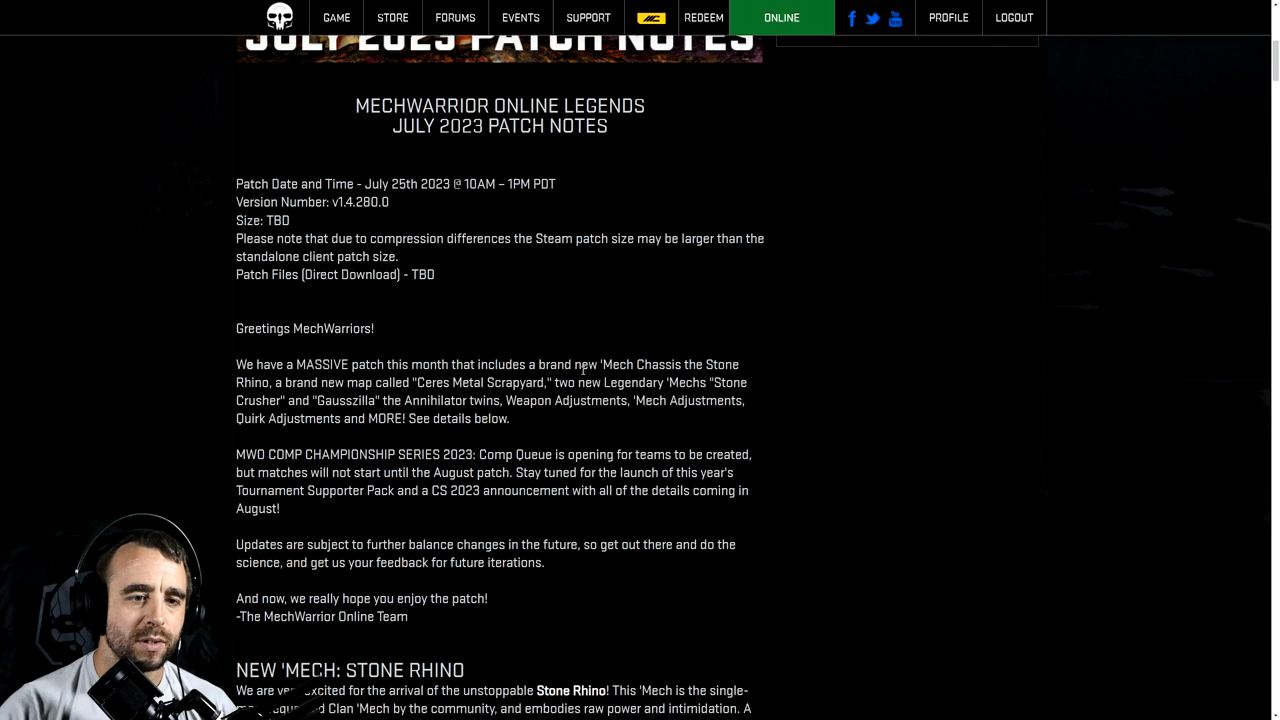 GAME STORE FORUMS EVENTS SUPPORT MC REDEEM ONLINE PROFILE LOGOUT
JULY 2023 PATCH NOTES
MECHWARRIOR ONLINE LEGENDS
JULY 2023 PATCH NOTES
Patch Date and Time - July 25th 2023 @ 10AM – 1PM PDT
Version Number: v1.4.280.0
Size: TBD
Please note that due to compression differences the Steam patch size may be larger than the
standalone client patch size.
Patch Files (Direct Download) - TBD
Greetings MechWarriors!
We have a MASSIVE patch this month that includes a brand new 'Mech Chassis the Stone
Rhino, a brand new map called "Ceres Metal Scrapyard," two new Legendary 'Mechs "Stone
Crusher" and "Gausszilla" the Annihilator twins, Weapon Adjustments, 'Mech Adjustments,
Quirk Adjustments and MORE! See details below.
MWO COMP CHAMPIONSHIP SERIES 2023: Comp Queue is opening for teams to be created,
but matches will not start until the August patch. Stay tuned for the launch of this year's
Tournament Supporter Pack and a CS 2023 announcement with all of the details coming in
August!
Updates are subject to further balance changes in the future, so get out there and do the
science, and get us your feedback for future iterations.
And now, we really hope you enjoy the patch!
-The MechWarrior Online Team
NEW 'MECH: STONE RHINO
We are very excited for the arrival of the unstoppable Stone Rhino! This 'Mech is the single-
Clan 'Mech by the community, and embodies raw power and intimidation. A